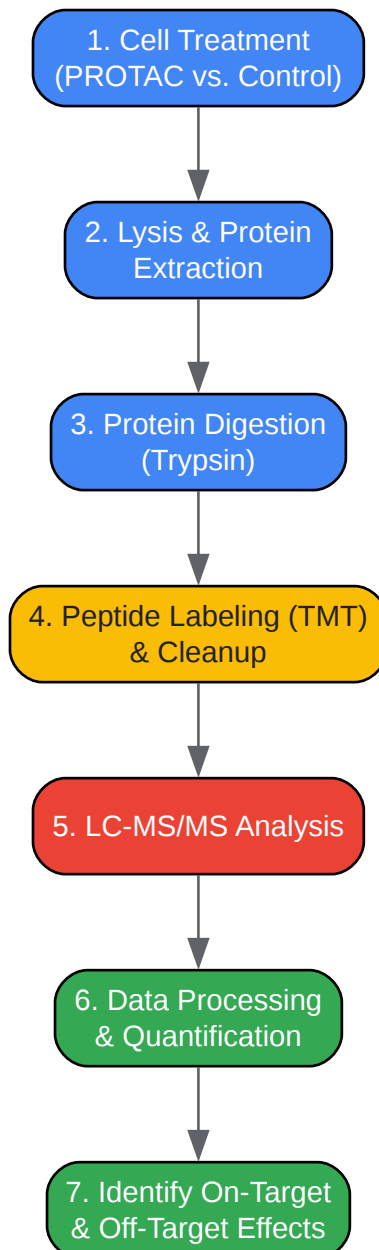 1. Cell Treatment
(PROTAC vs. Control)
2. Lysis & Protein
Extraction
3. Protein Digestion
(Trypsin)
4. Peptide Labeling (TMT)
& Cleanup
5. LC-MS/MS Analysis
6. Data Processing
& Quantification
7. Identify On-Target
& Off-Target Effects